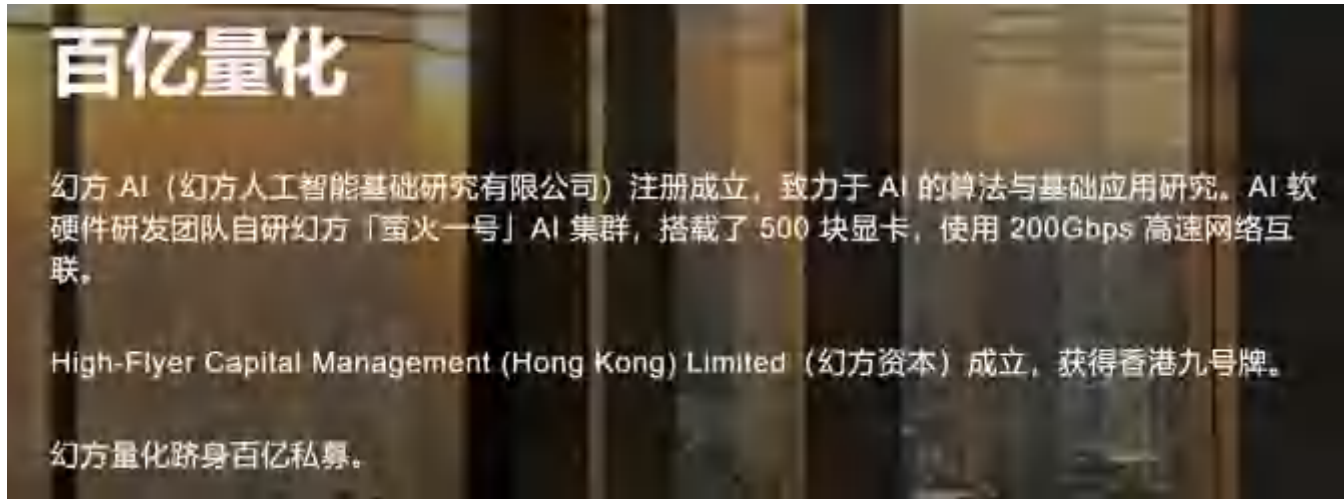 百亿量化
幻方 AI（幻方人工智能基础研究有限公司）注册成立，致力于 AI 的算法与基础应用研究。AI 软
硬件研发团队自研幻方「萤火一号」AI 集群，搭载了 500 块显卡，使用 200Gbps 高速网络互
联。
High-Flyer Capital Management (Hong Kong) Limited（幻方资本）成立，获得香港九号牌。
幻方量化跻身百亿私募。